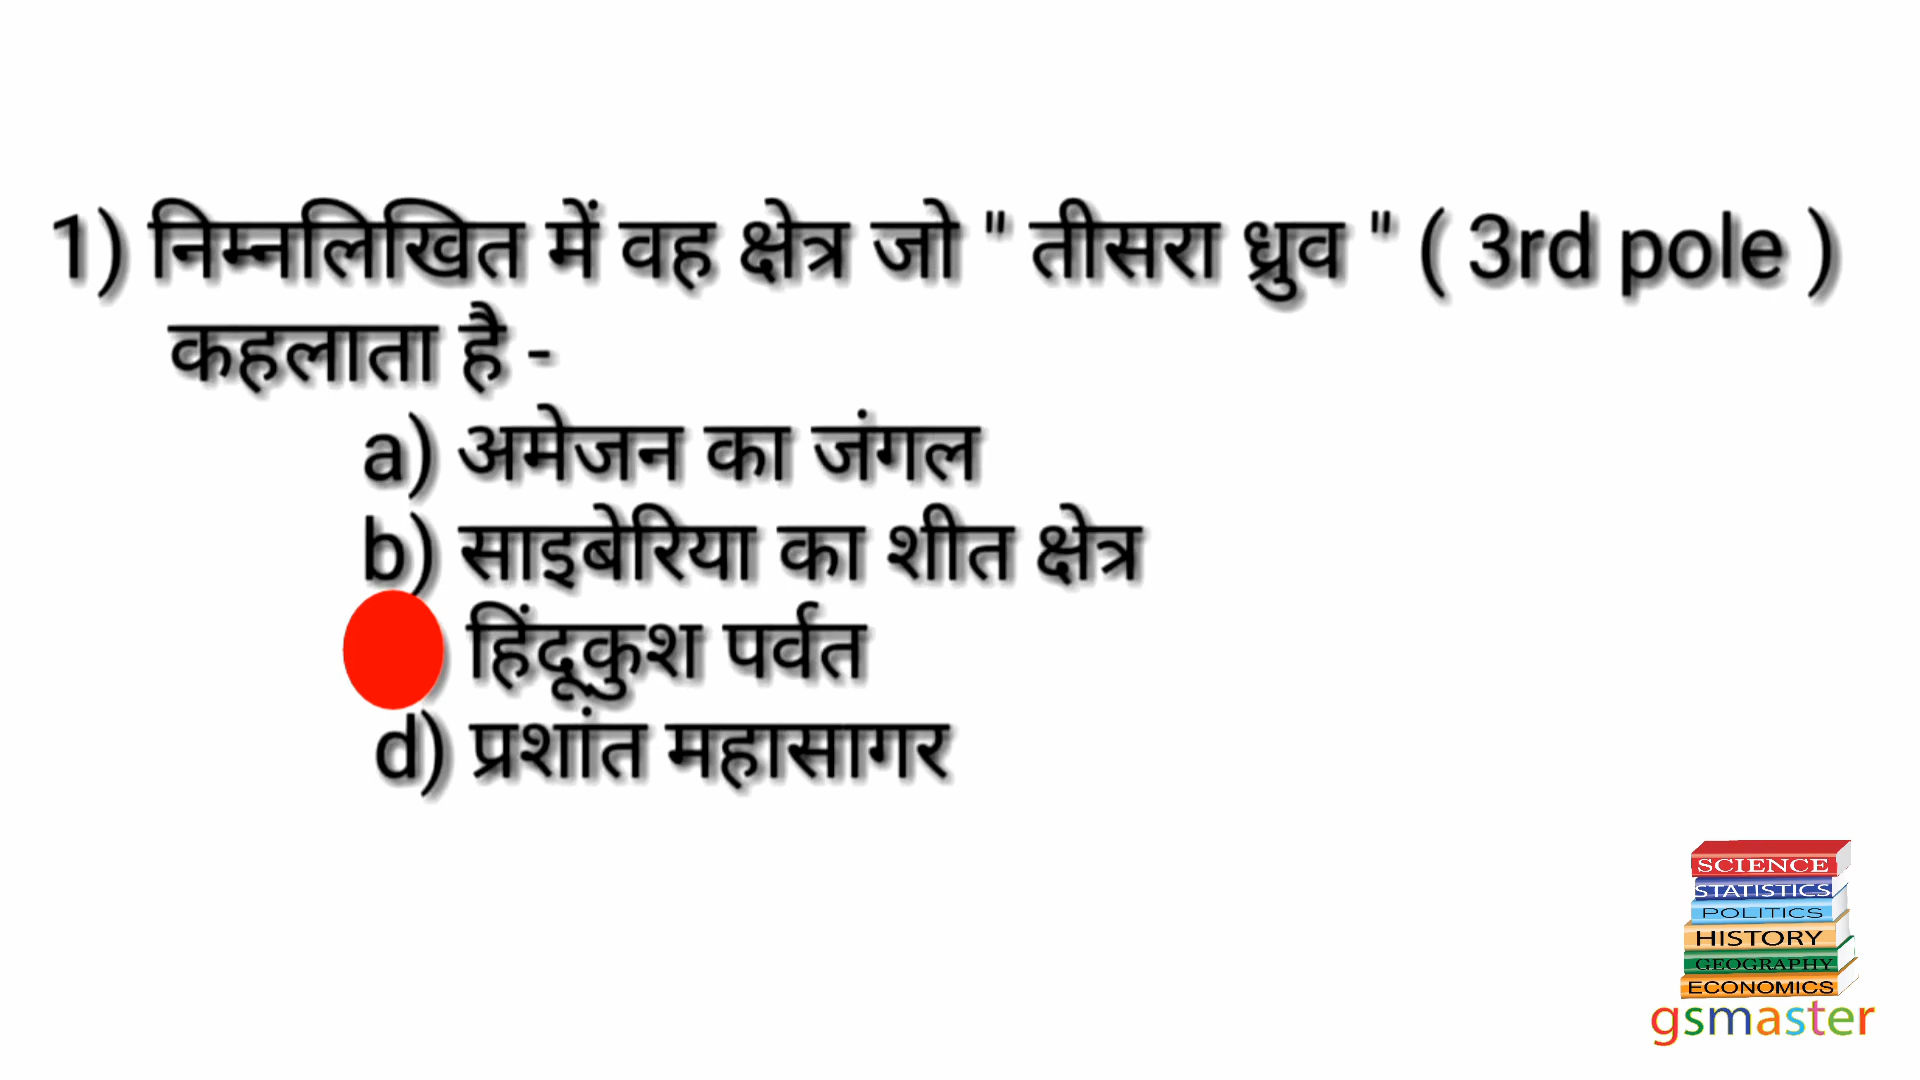 1) निम्नलिखित में वह क्षेत्र जो " तीसरा ध्रुव " ( 3rd pole )
कहलाता है -
a) अमेजन का जंगल
b) साइबेरिया का शीत क्षेत्र
हिंदूकुश पर्वत
d) प्रशांत महासागर
SCIENCE
STATISTICS
POLITICS
HISTORY
GEOGRAPHY
ECONOMICS
gsmaster